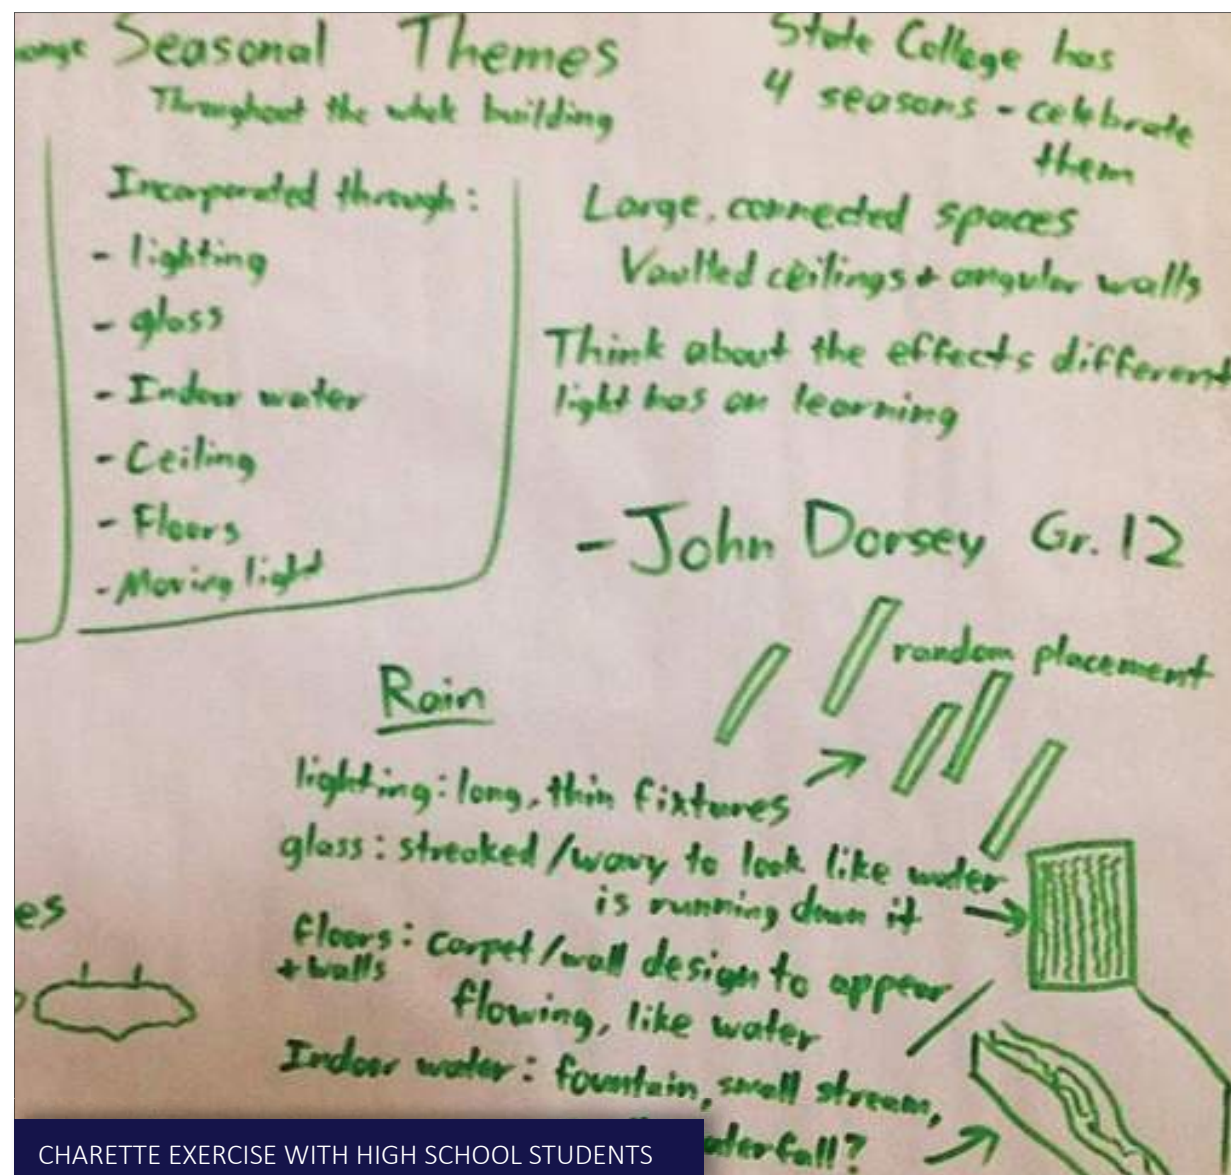 Seasonal Themes
Throughout the whole building
Incorporated through:
- lighting
- glass
- Indoor water
- Ceiling
- Floors
- Moving light
State College has
4 seasons - celebrate
them
Large, connected spaces
Vaulted ceilings + angular walls
Think about the effects different
light has on learning
- John Dorsey Gr. 12
random placement
Rain
lighting: long, thin fixtures
glass: streaked/wavy to look like water
is running down it
floors: carpet/wall design to appear
+ walls
flowing, like water
Indoor water: fountain, small stream,
es
CHARETTE EXERCISE WITH HIGH SCHOOL STUDENTS